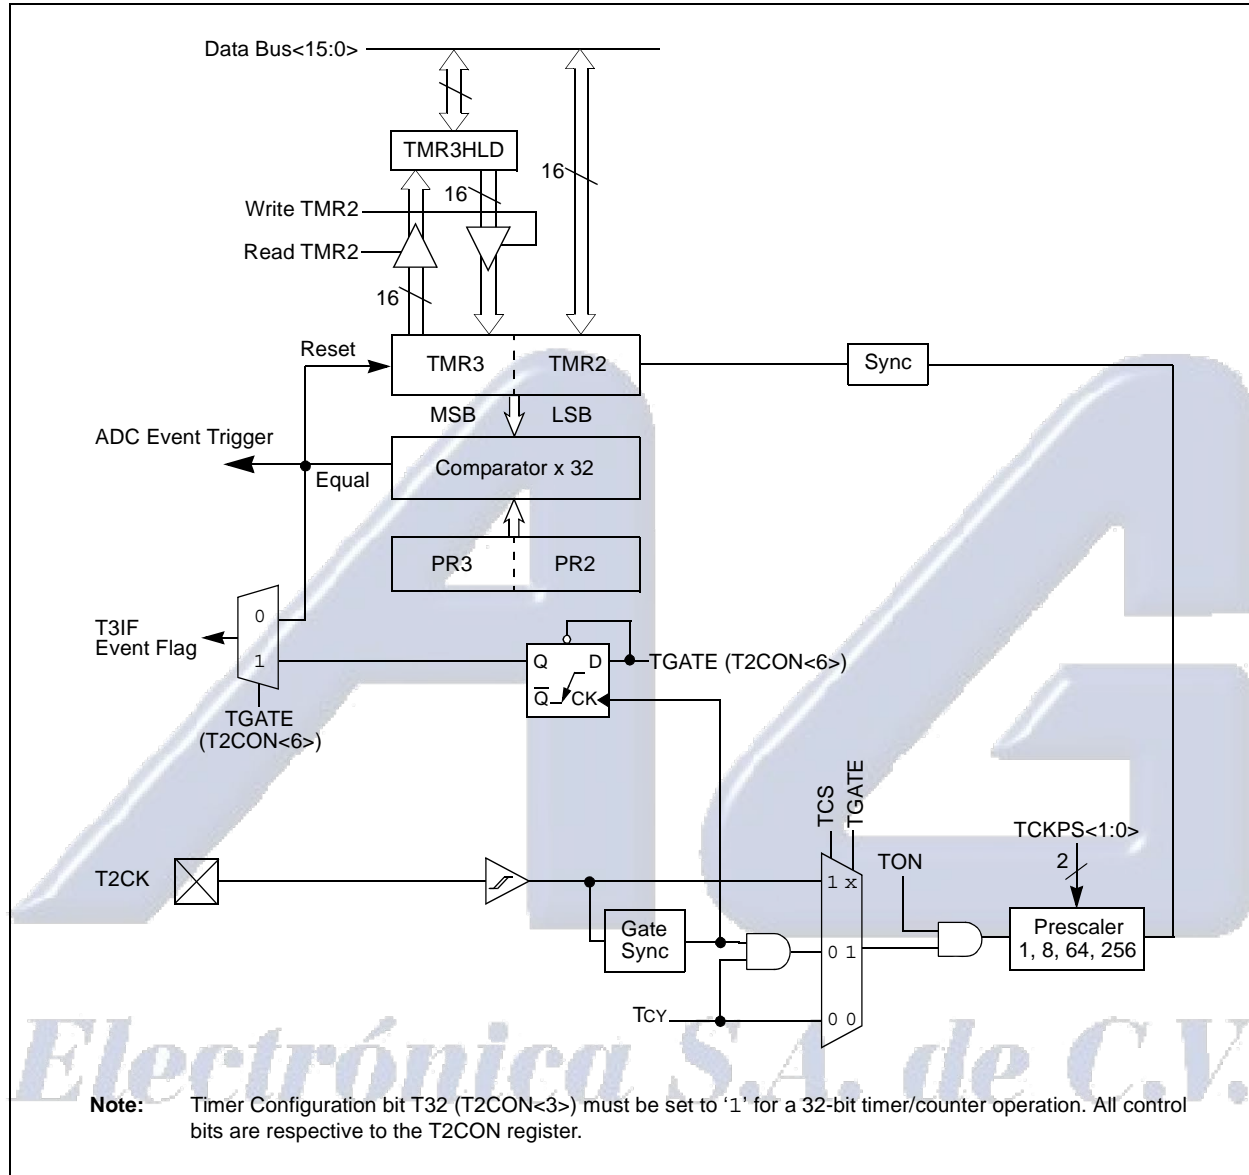 Data Bus<15:0>
TMR3HLD
16
16
Write TMR2
Read TMR2
16
Reset
TMR3
TMR2
Sync
MSB
LSB
ADC Event Trigger
Equal
Comparator x 32
PR3
PR2
0
T3IF
Event Flag
1
Q
D
TGATE (T2CON<6>)
Q̅
CK
TGATE
(T2CON<6>)
TCS
TGATE
TCKPS<1:0>
2
TON
T2CK
1 x
Gate
Sync
0 1
Prescaler
1, 8, 64, 256
TCY
0 0
Electrónica S.A. de C.V.
Note: Timer Configuration bit T32 (T2CON<3>) must be set to ‘1’ for a 32-bit timer/counter operation. All control
bits are respective to the T2CON register.
AG